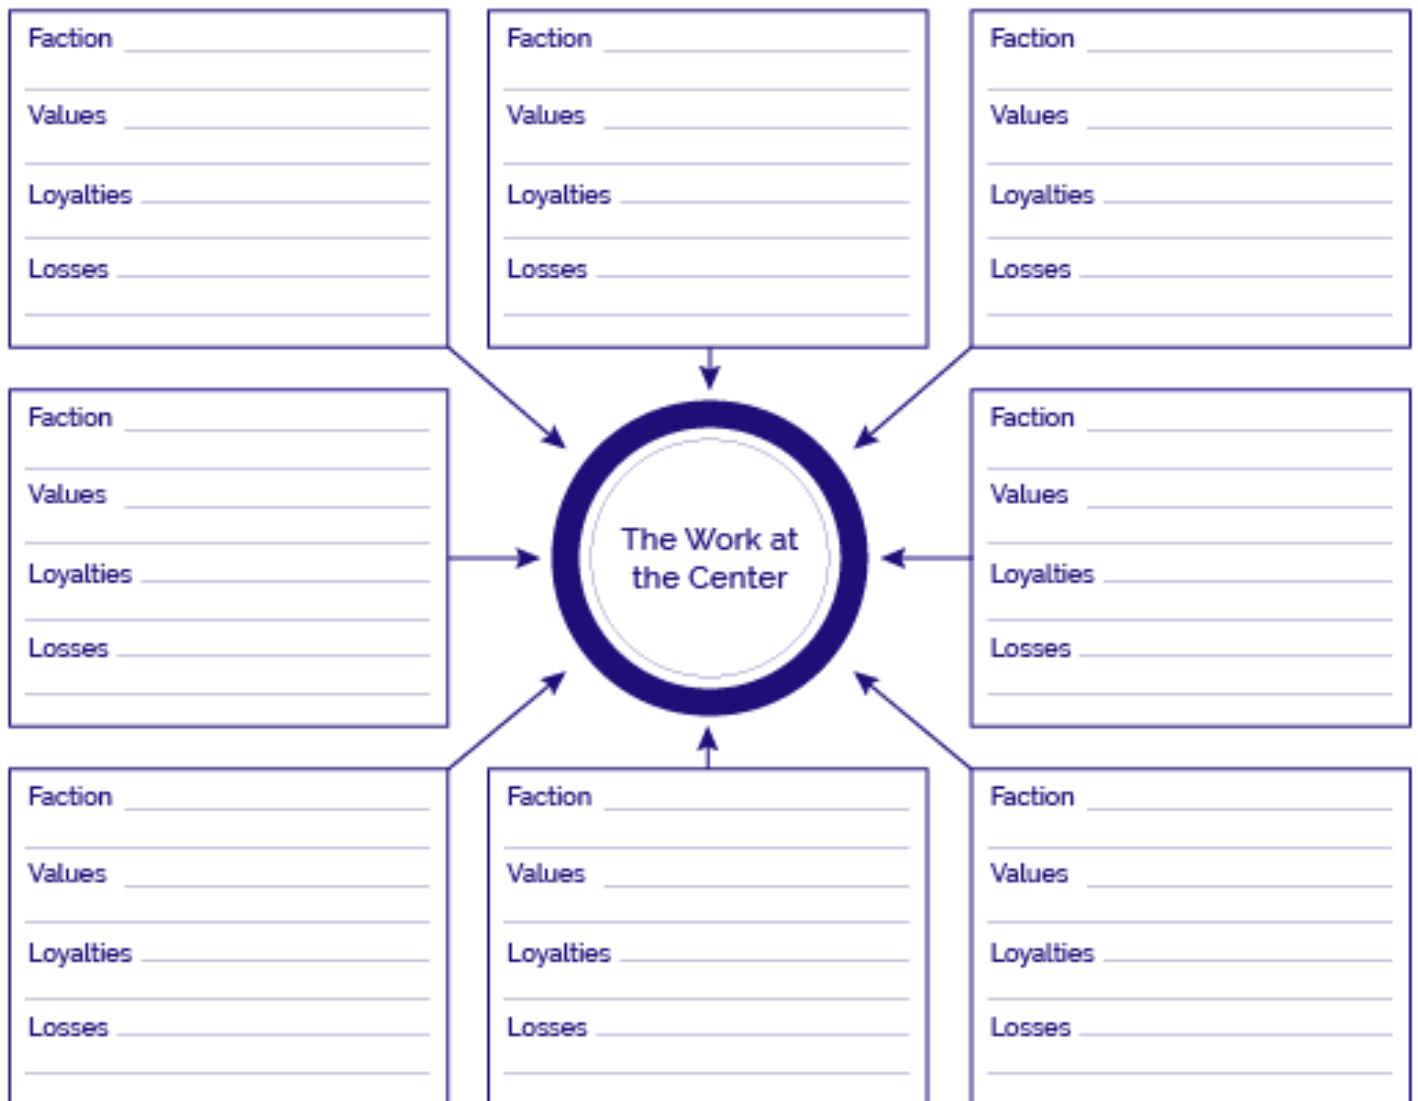 Faction
Values
Loyalties
Losses
Faction
Values
Loyalties
Losses
Faction
Values
Loyalties
Losses
Faction
Values
Loyalties
Losses
The Work at
the Center
Faction
Values
Loyalties
Losses
Faction
Values
Loyalties
Losses
Faction
Values
Loyalties
Losses
Faction
Values
Loyalties
Losses